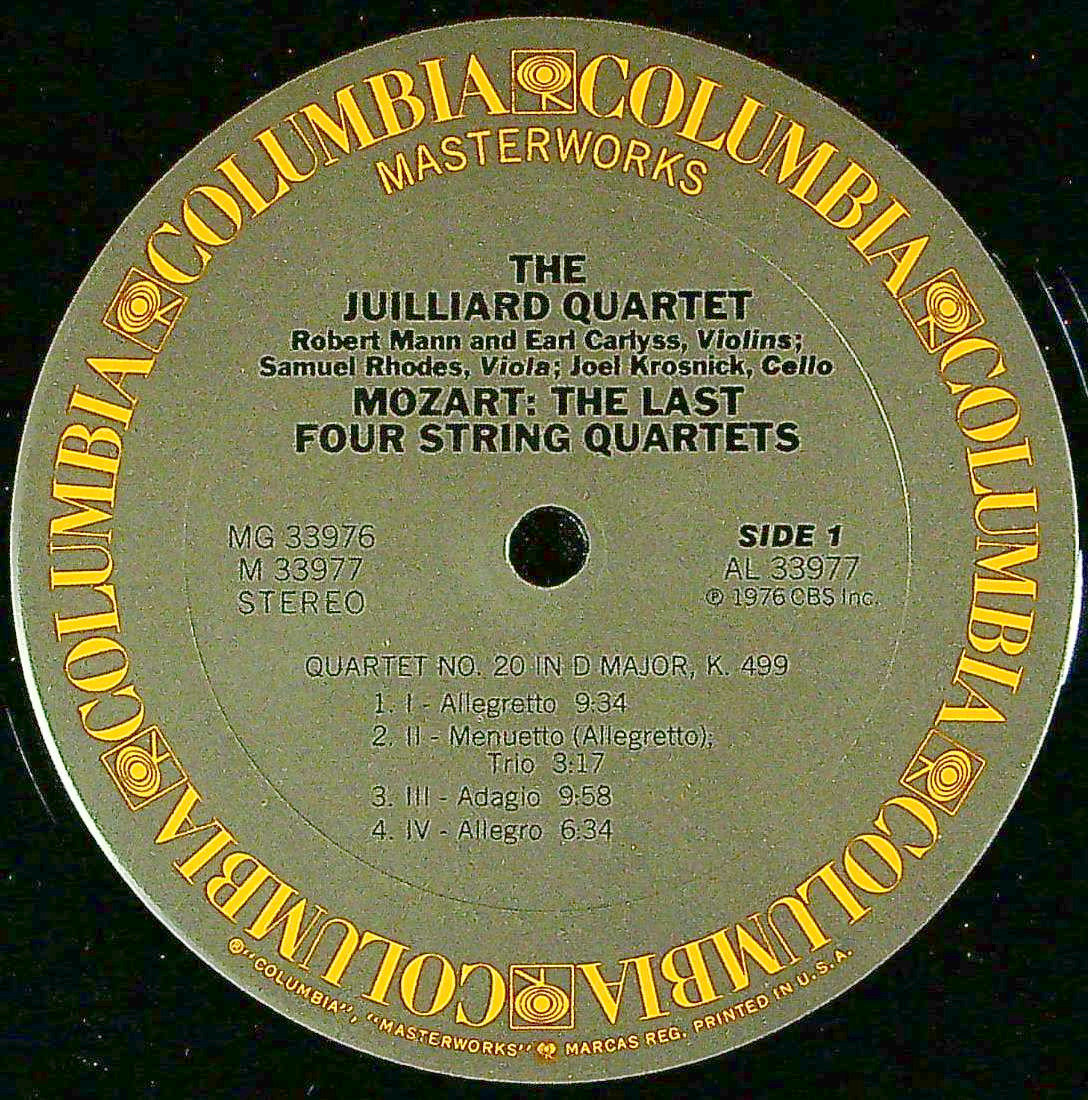 COLUMBIA COLUMBIA COLUMBIA COLUMBIA COLUMBIA COLUMBIA
MASTERWORKS
THE
JUILLIARD QUARTET
Robert Mann and Earl Carlyss, Violins;
Samuel Rhodes, Viola; Joel Krosnick, Cello
MOZART: THE LAST
FOUR STRING QUARTETS
MG 33976
M 33977
STEREO
SIDE 1
AL 33977
℗ 1976 CBS Inc.
QUARTET NO. 20 IN D MAJOR, K. 499
1. I - Allegretto 9:34
2. II - Menuetto (Allegretto);
Trio 3:17
3. III - Adagio 9:58
4. IV - Allegro 6:34
®"COLUMBIA", "MASTERWORKS" MARCAS REG. PRINTED IN U.S.A.